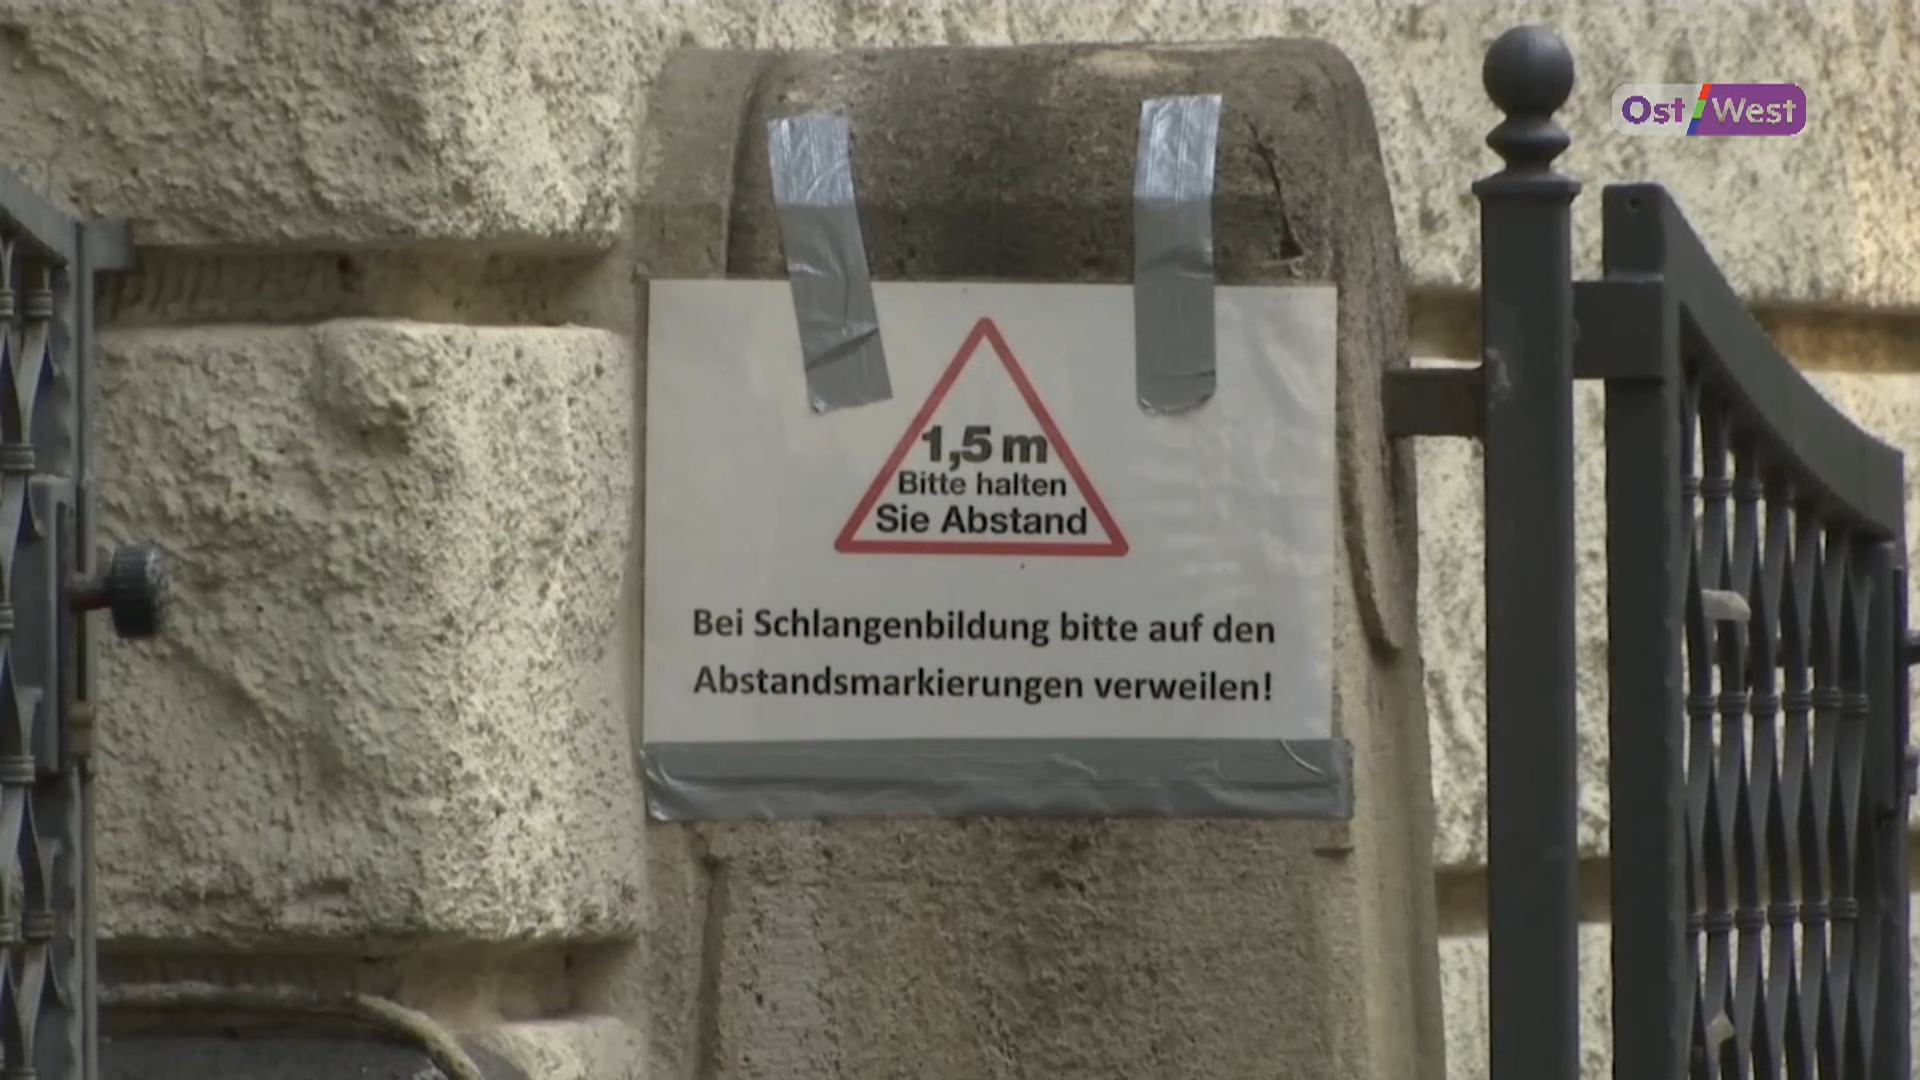 Ost West
1,5 m
Bitte halten
Sie Abstand
Bei Schlangenbildung bitte auf den
Abstandsmarkierungen verweilen!